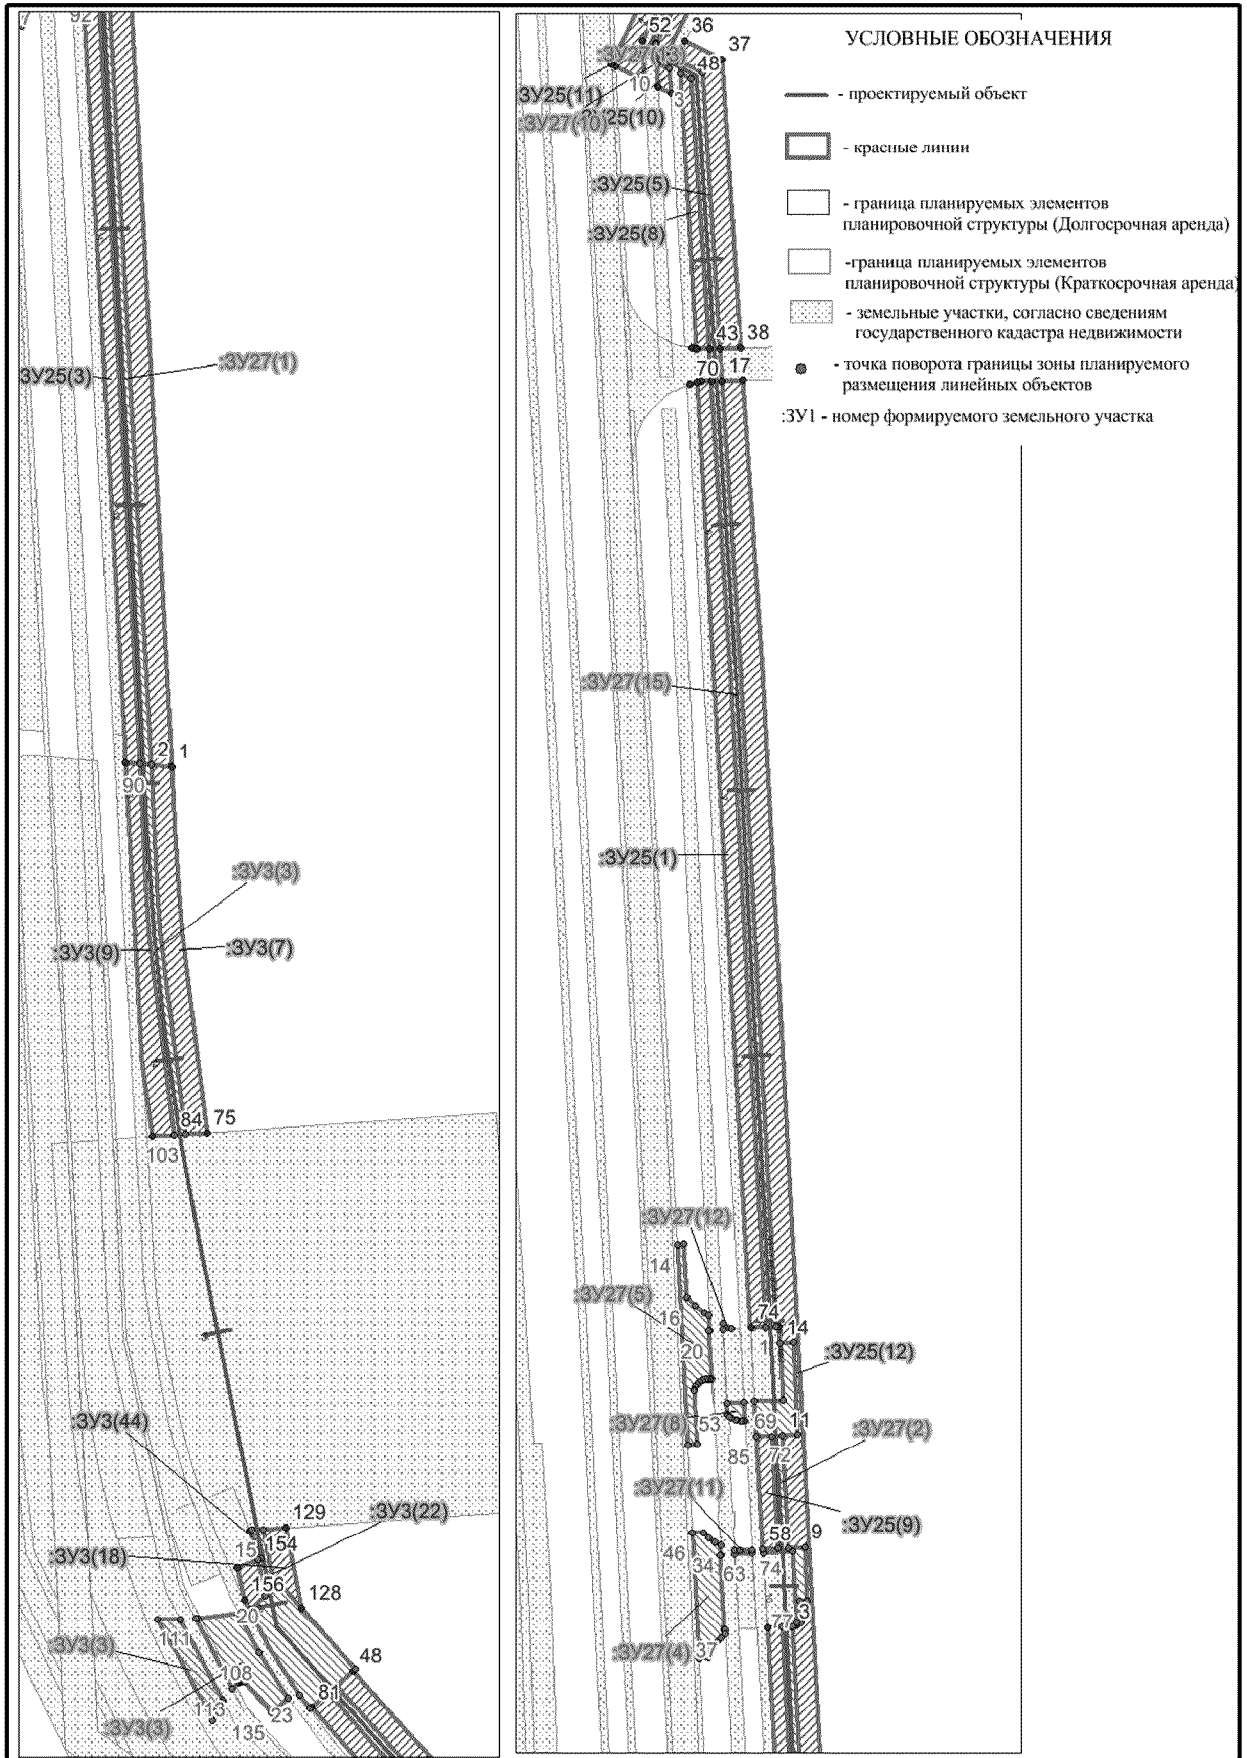 92
ЗУ25(3)
:ЗУ27(1)
2
1
90
:ЗУ3(3)
:ЗУ3(9)
:ЗУ3(7)
84
75
103
:ЗУ3(44)
129
:ЗУ3(22)
15
154
:ЗУ3(18)
156
128
20
111
:ЗУ3(3)
48
108
81
113
23
:ЗУ3(3)
135
52
36
37
:ЗУ27(13)
48
10
:ЗУ25(11)
3
:ЗУ27(10)
У25(10)
:ЗУ25(5)
:ЗУ25(8)
43
38
70
17
:ЗУ27(15)
:ЗУ25(1)
:ЗУ27(12)
14
:ЗУ27(5)
16
74
14
1
20
:ЗУ25(12)
:ЗУ27(8)
53
69
11
:ЗУ27(2)
85
72
:ЗУ27(11)
:ЗУ25(9)
58
9
46
34
63
74
3
77
:ЗУ27(4)
37
УСЛОВНЫЕ ОБОЗНАЧЕНИЯ
- проектируемый объект
- красные линии
- граница планируемых элементов
планировочной структуры (Долгосрочная аренда)
-граница планируемых элементов
планировочной структуры (Краткосрочная аренда)
- земельные участки, согласно сведениям
государственного кадастра недвижимости
- точка поворота границы зоны планируемого
размещения линейных объектов
:ЗУ1 - номер формируемого земельного участка